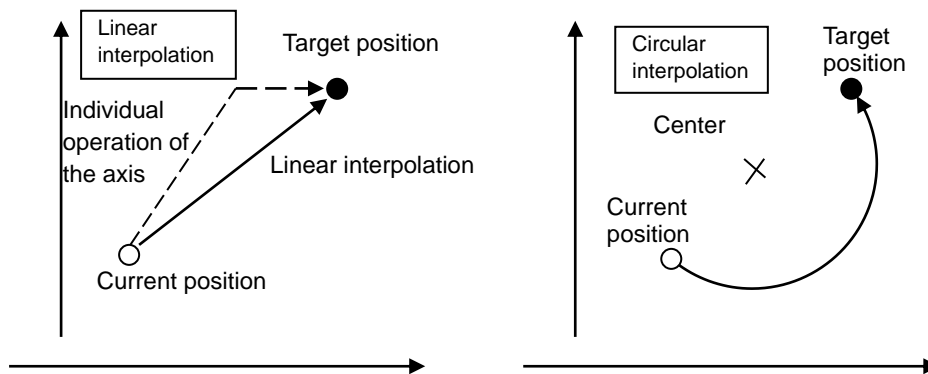 Linear
interpolation
Target position
Individual
operation of
the axis
Linear interpolation
Current position
Circular
interpolation
Target
position
Center
Current
position